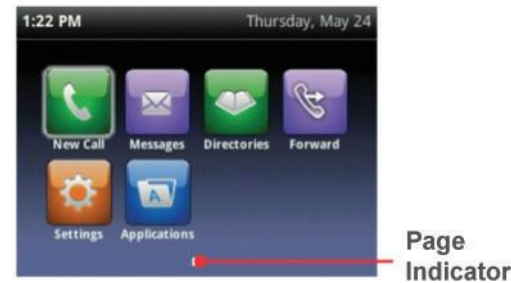 1:22 PM Thursday, May 24
New Call Messages Directories Forward
A
Settings Applications
Page
Indicator